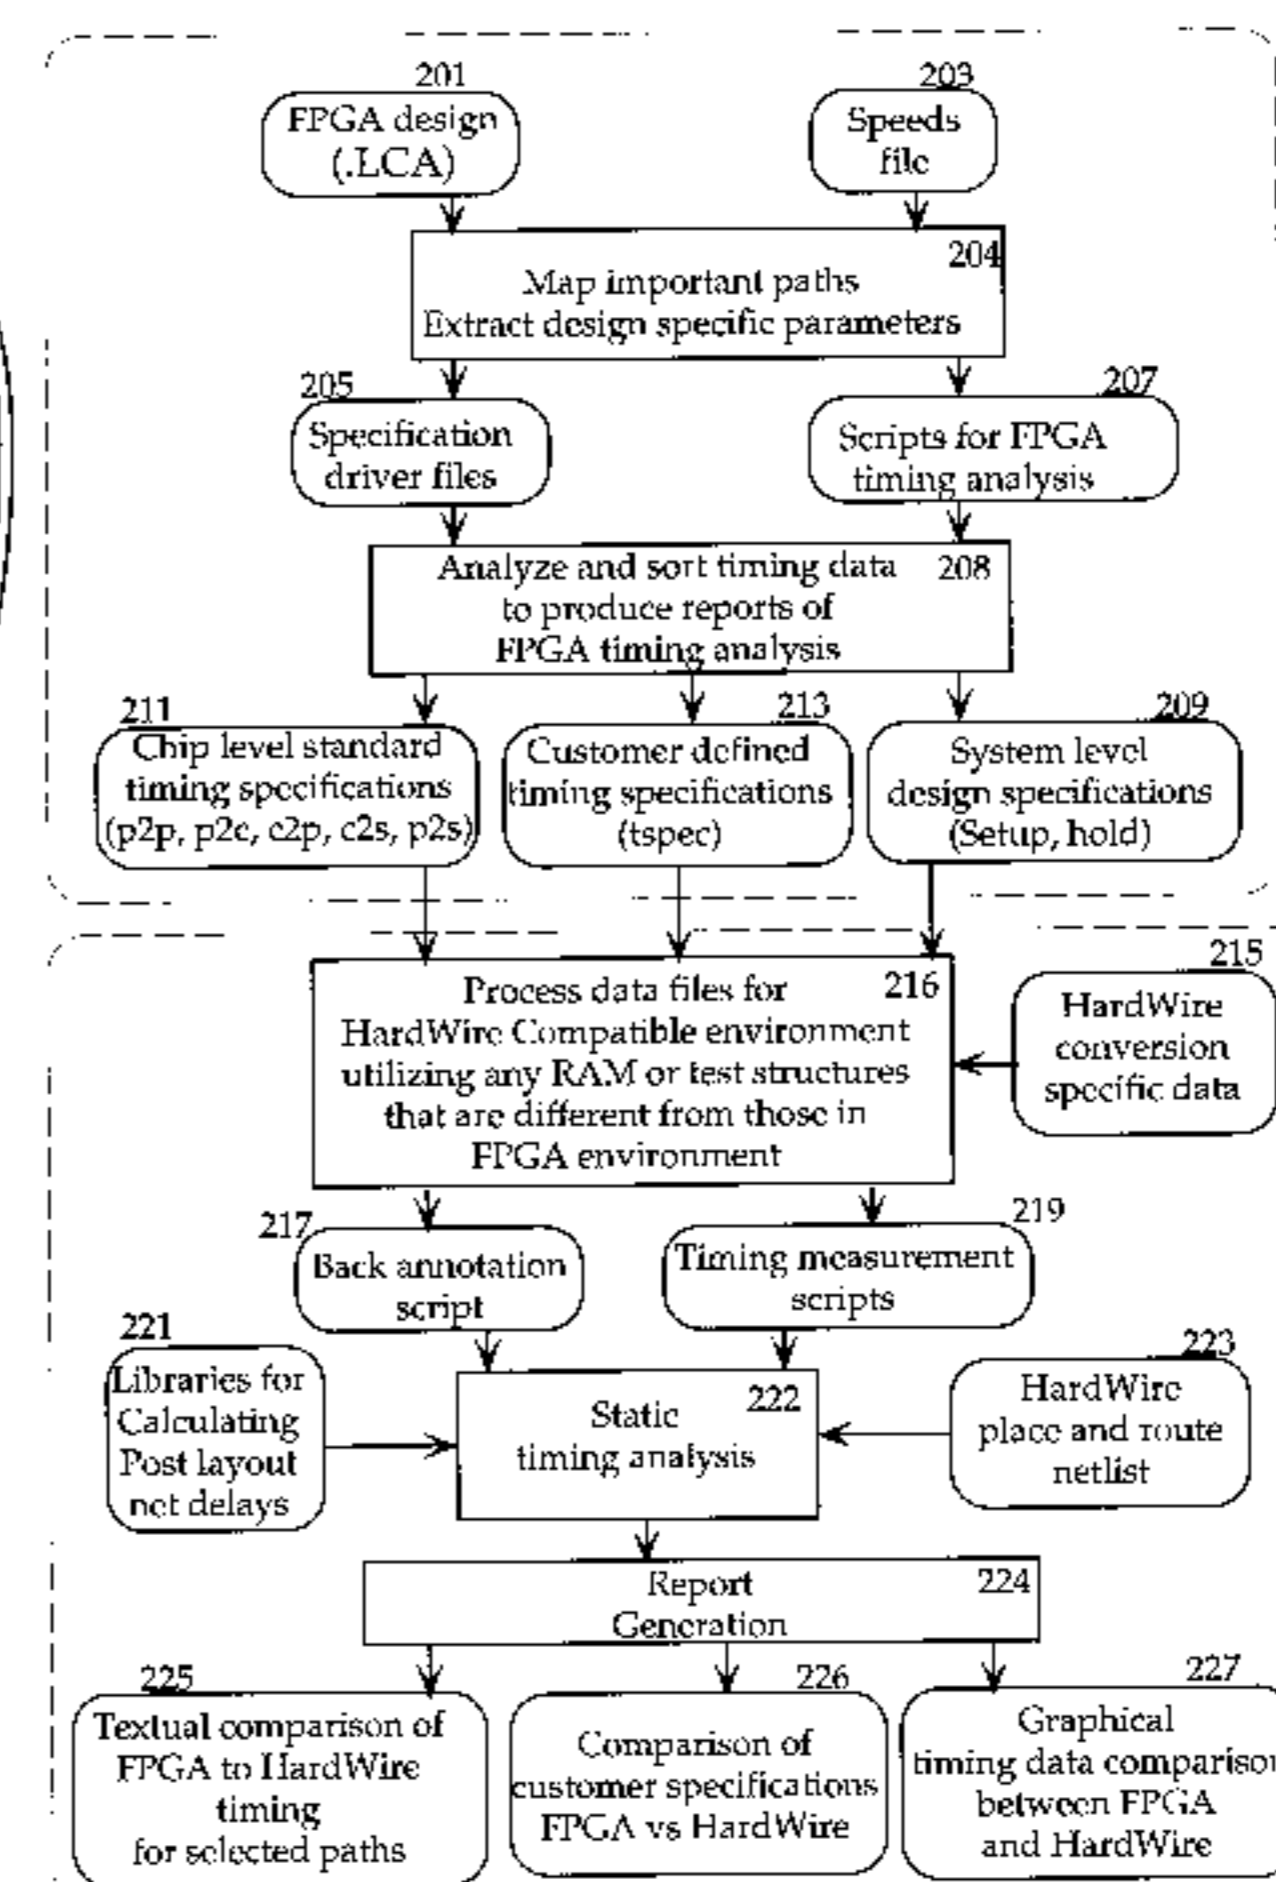 201
FPGA design
(.LCA)
203
Speeds
file
204
Map important paths
Extract design specific parameters
205
Specification
driver files
207
Scripts for FPGA
timing analysis
208
Analyze and sort timing data
to produce reports of
FPGA timing analysis
211
Chip level standard
timing specifications
(p2p, p2c, c2p, c2s, p2s)
213
Customer defined
timing specifications
(tspec)
209
System level
design specifications
(Setup, hold)
216
Process data files for
HardWire Compatible environment
utilizing any RAM or test structures
that are different from those in
FPGA environment
215
HardWire
conversion
specific data
217
Back annotation
script
219
Timing measurement
scripts
221
Libraries for
Calculating
Post layout
net delays
222
Static
timing analysis
223
HardWire
place and route
netlist
224
Report
Generation
225
Textual comparison of
FPGA to HardWire
timing
for selected paths
226
Comparison of
customer specifications
FPGA vs HardWire
227
Graphical
timing data comparison
between FPGA
and HardWire